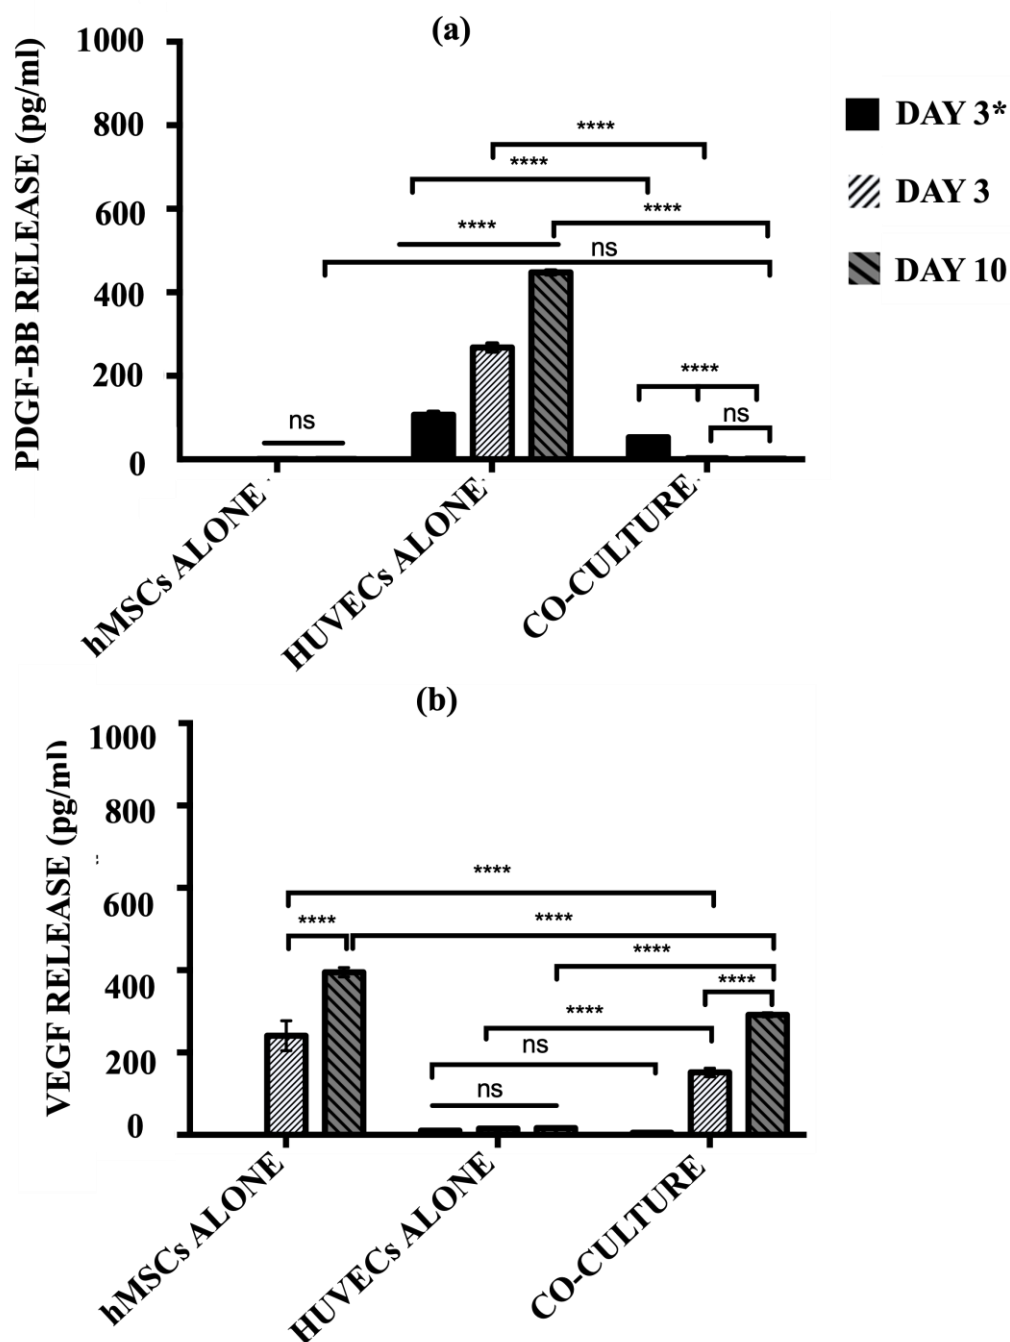 (a)
PDGF-BB RELEASE (pg/ml)
1000
800
600
400
200
0
****
****
****
****
ns
ns
****
ns
DAY 3*
DAY 3
DAY 10
hMSCs ALONE
HUVECs ALONE
CO-CULTURE
(b)
VEGF RELEASE (pg/ml)
1000
800
600
400
200
0
****
****
****
****
****
****
ns
ns
hMSCs ALONE
HUVECs ALONE
CO-CULTURE